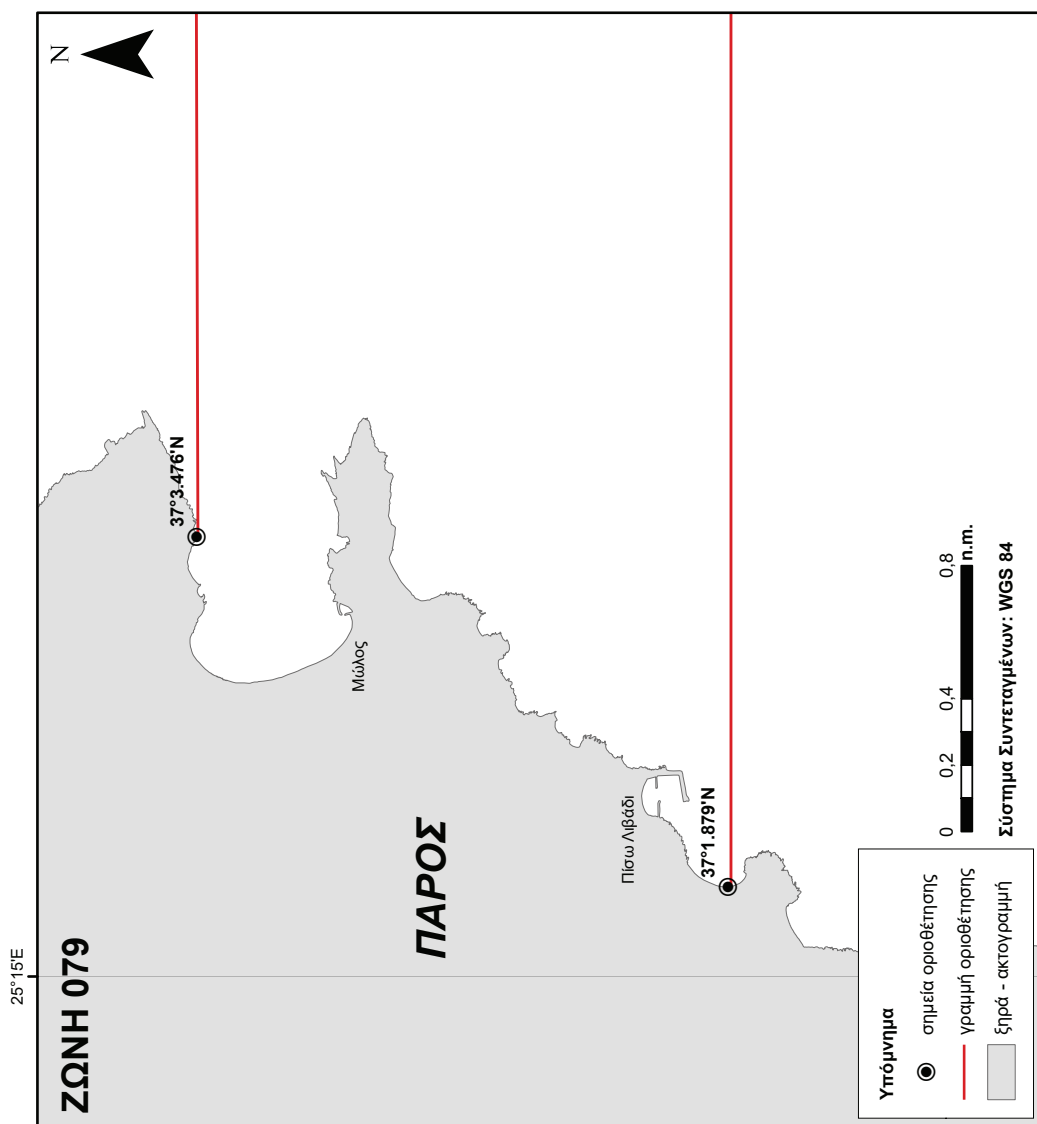 25°15'E
ΖΩΝΗ 079
N
37°3.476'N
Μώλος
ΠΑΡΟΣ
Πίσω Λιβάδι
37°1.879'N
0 0,2 0,4 0,8
n.m.
Σύστημα Συντεταγμένων: WGS 84
Υπόμνημα
σημεία οριοθέτησης
γραμμή οριοθέτησης
ξηρά - ακτογραμμή